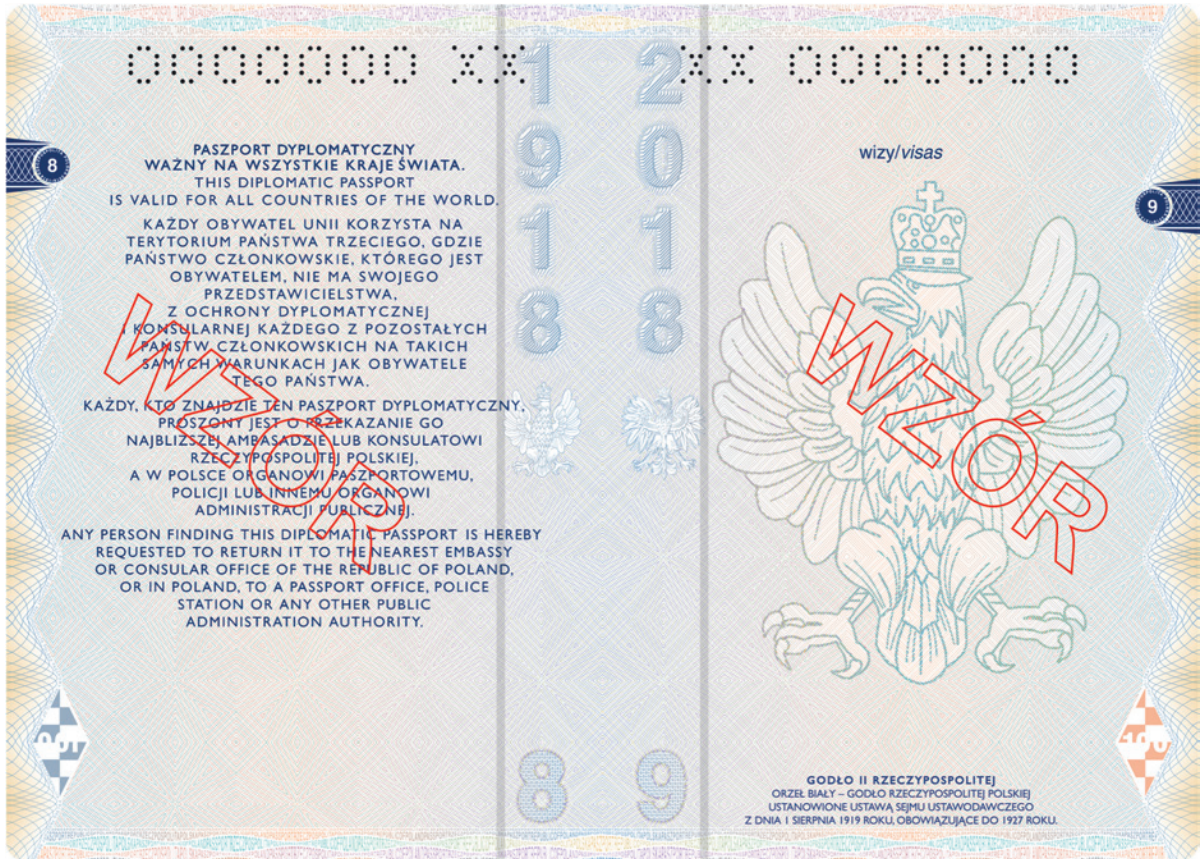 0000000 XX
XX 0000000
8
PASZPORT DYPLOMATYCZNY
WAŻNY NA WSZYSTKIE KRAJE ŚWIATA.
THIS DIPLOMATIC PASSPORT
IS VALID FOR ALL COUNTRIES OF THE WORLD.
KAŻDY OBYWATEL UNII KORZYSTA NA
TERYTORIUM PAŃSTWA TRZECIEGO, GDZIE
PAŃSTWO CZŁONKOWSKIE, KTÓREGO JEST
OBYWATELEM, NIE MA SWOJEGO
PRZEDSTAWICIELSTWA,
Z OCHRONY DYPLOMATYCZNEJ
I KONSULARNEJ KAŻDEGO Z POZOSTAŁYCH
PAŃSTW CZŁONKOWSKICH NA TAKICH
SAMYCH WARUNKACH JAK OBYWATELE
TEGO PAŃSTWA.
KAŻDY, KTO ZNAJDZIE TEN PASZPORT DYPLOMATYCZNY,
PROSZONY JEST O PRZEKAZANIE GO
NAJBLIŻSZEJ AMBASADZIE LUB KONSULATOWI
RZECZYPOSPOLITEJ POLSKIEJ,
A W POLSCE ORGANOWI PASZPORTOWEMU,
POLICJI LUB INNEMU ORGANOWI
ADMINISTRACJI PUBLICZNEJ.
ANY PERSON FINDING THIS DIPLOMATIC PASSPORT IS HEREBY
REQUESTED TO RETURN IT TO THE NEAREST EMBASSY
OR CONSULAR OFFICE OF THE REPUBLIC OF POLAND,
OR IN POLAND, TO A PASSPORT OFFICE, POLICE
STATION OR ANY OTHER PUBLIC
ADMINISTRATION AUTHORITY.
WZÓR
1918
2018
8
9
wizy/visas
9
WZÓR
100
GODŁO II RZECZYPOSPOLITEJ
ORZEŁ BIAŁY – GODŁO RZECZYPOSPOLITEJ POLSKIEJ
USTANOWIONE USTAWĄ SEJMU USTAWODAWCZEGO
Z DNIA 1 SIERPNIA 1919 ROKU, OBOWIĄZUJĄCE DO 1927 ROKU.